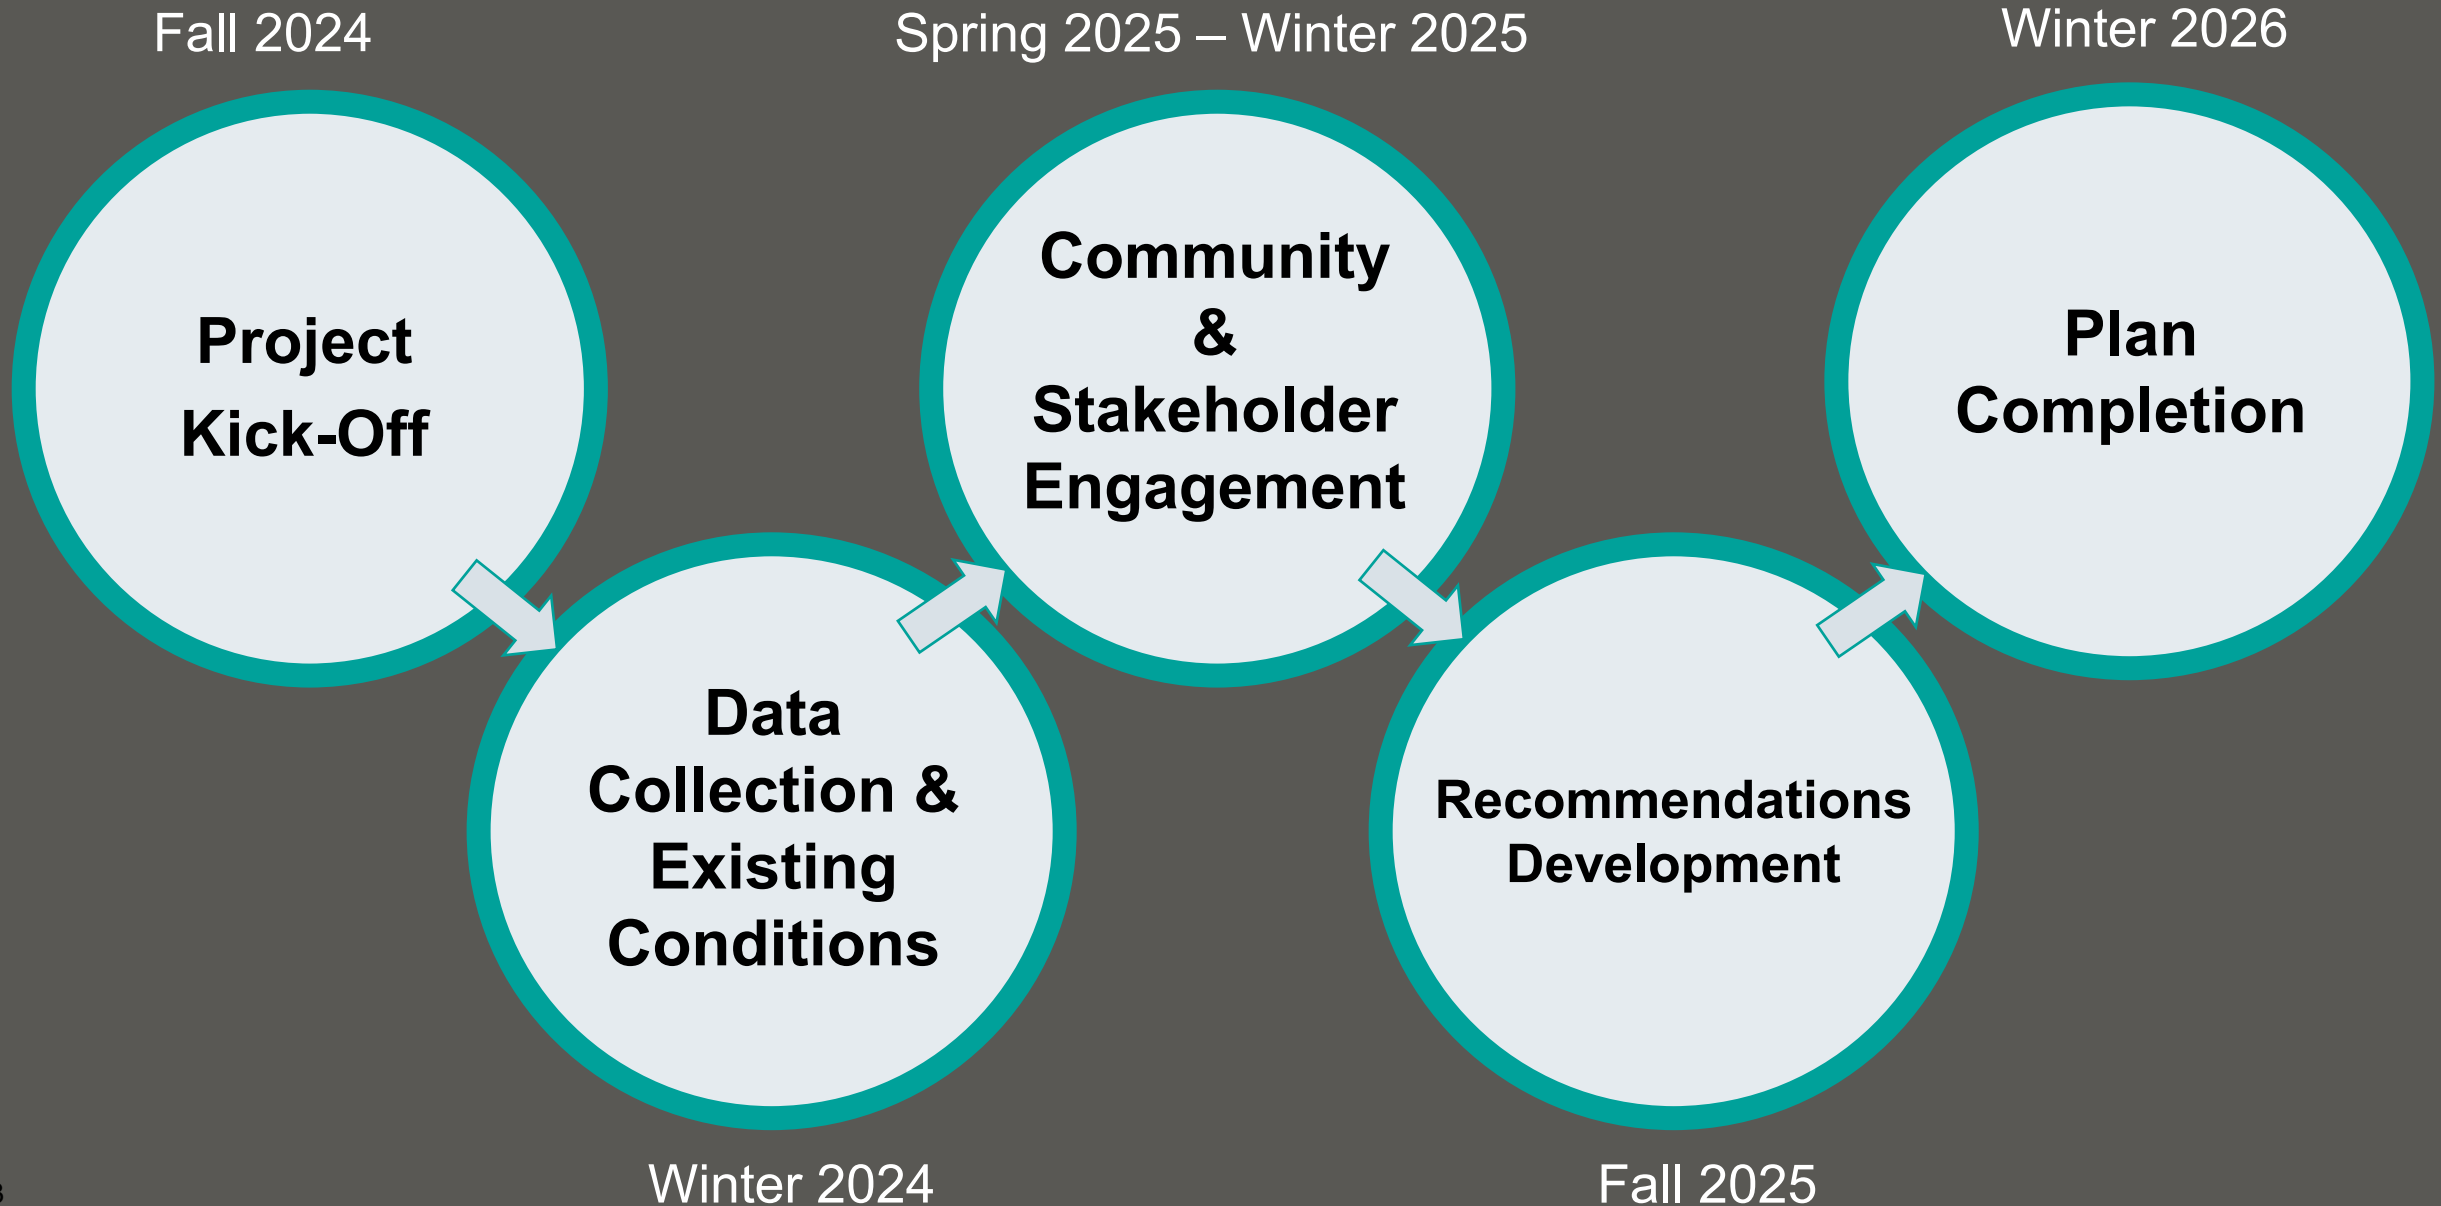 Fall 2024
Spring 2025 – Winter 2025
Winter 2026
Project
Kick-Off
Community
&
Stakeholder
Engagement
Plan
Completion
Data
Collection &
Existing
Conditions
Recommendations
Development
Winter 2024
Fall 2025